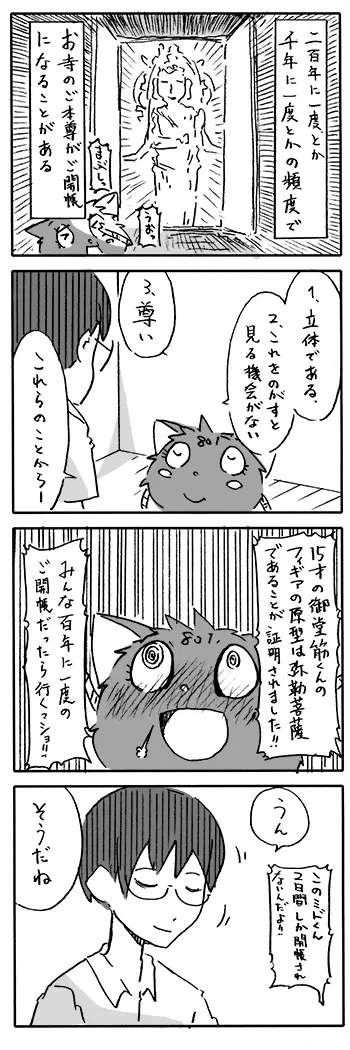 二百年に一度とか
千年に一度とかの頻度で
お寺のご本尊がご開帳
になることがある
まぶしい
うお
1、立体である、
2、これをのがすと
見る機会がない
3、尊い
これらのことからー
801
15才の御堂筋くんの
フィギアの原型は弥勒菩薩
であることが証明されました!!
みんな百年に一度の
ご開帳だったら行くっショ!!
801
うん
このミドくん
2日間しか開帳され
ないんだよ!!
そうだね